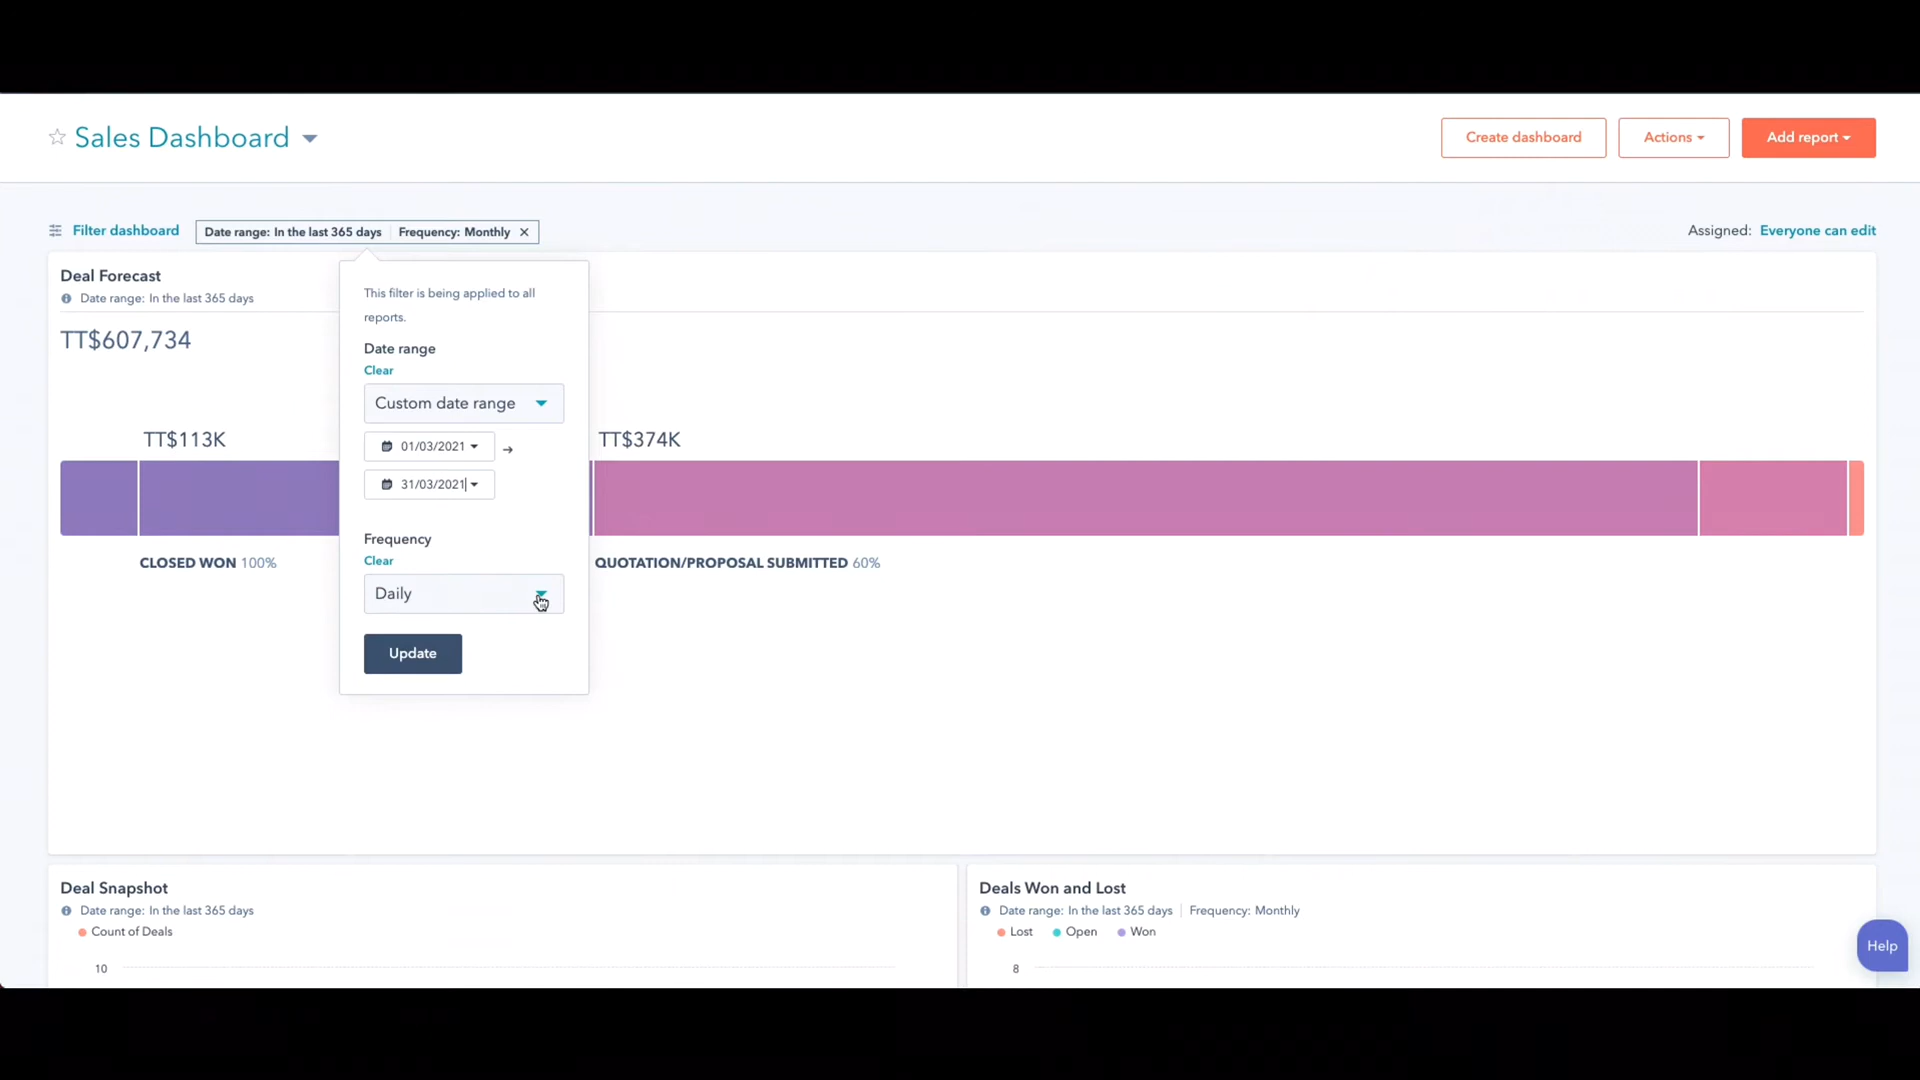 Sales Dashboard
Create dashboard
Actions
Add report
Filter dashboard
Date range: In the last 365 days Frequency: Monthly
Assigned: Everyone can edit
Deal Forecast
Date range: In the last 365 days
TT$607,734
This filter is being applied to all
reports.
Date range
Clear
Custom date range
01/03/2021
31/03/2021
Frequency
Clear
Daily
Update
TT$113K
TT$374K
CLOSED WON 100%
QUOTATION/PROPOSAL SUBMITTED 60%
Deal Snapshot
Date range: In the last 365 days
Count of Deals
10
Deals Won and Lost
Date range: In the last 365 days Frequency: Monthly
Lost Open Won
8
Help